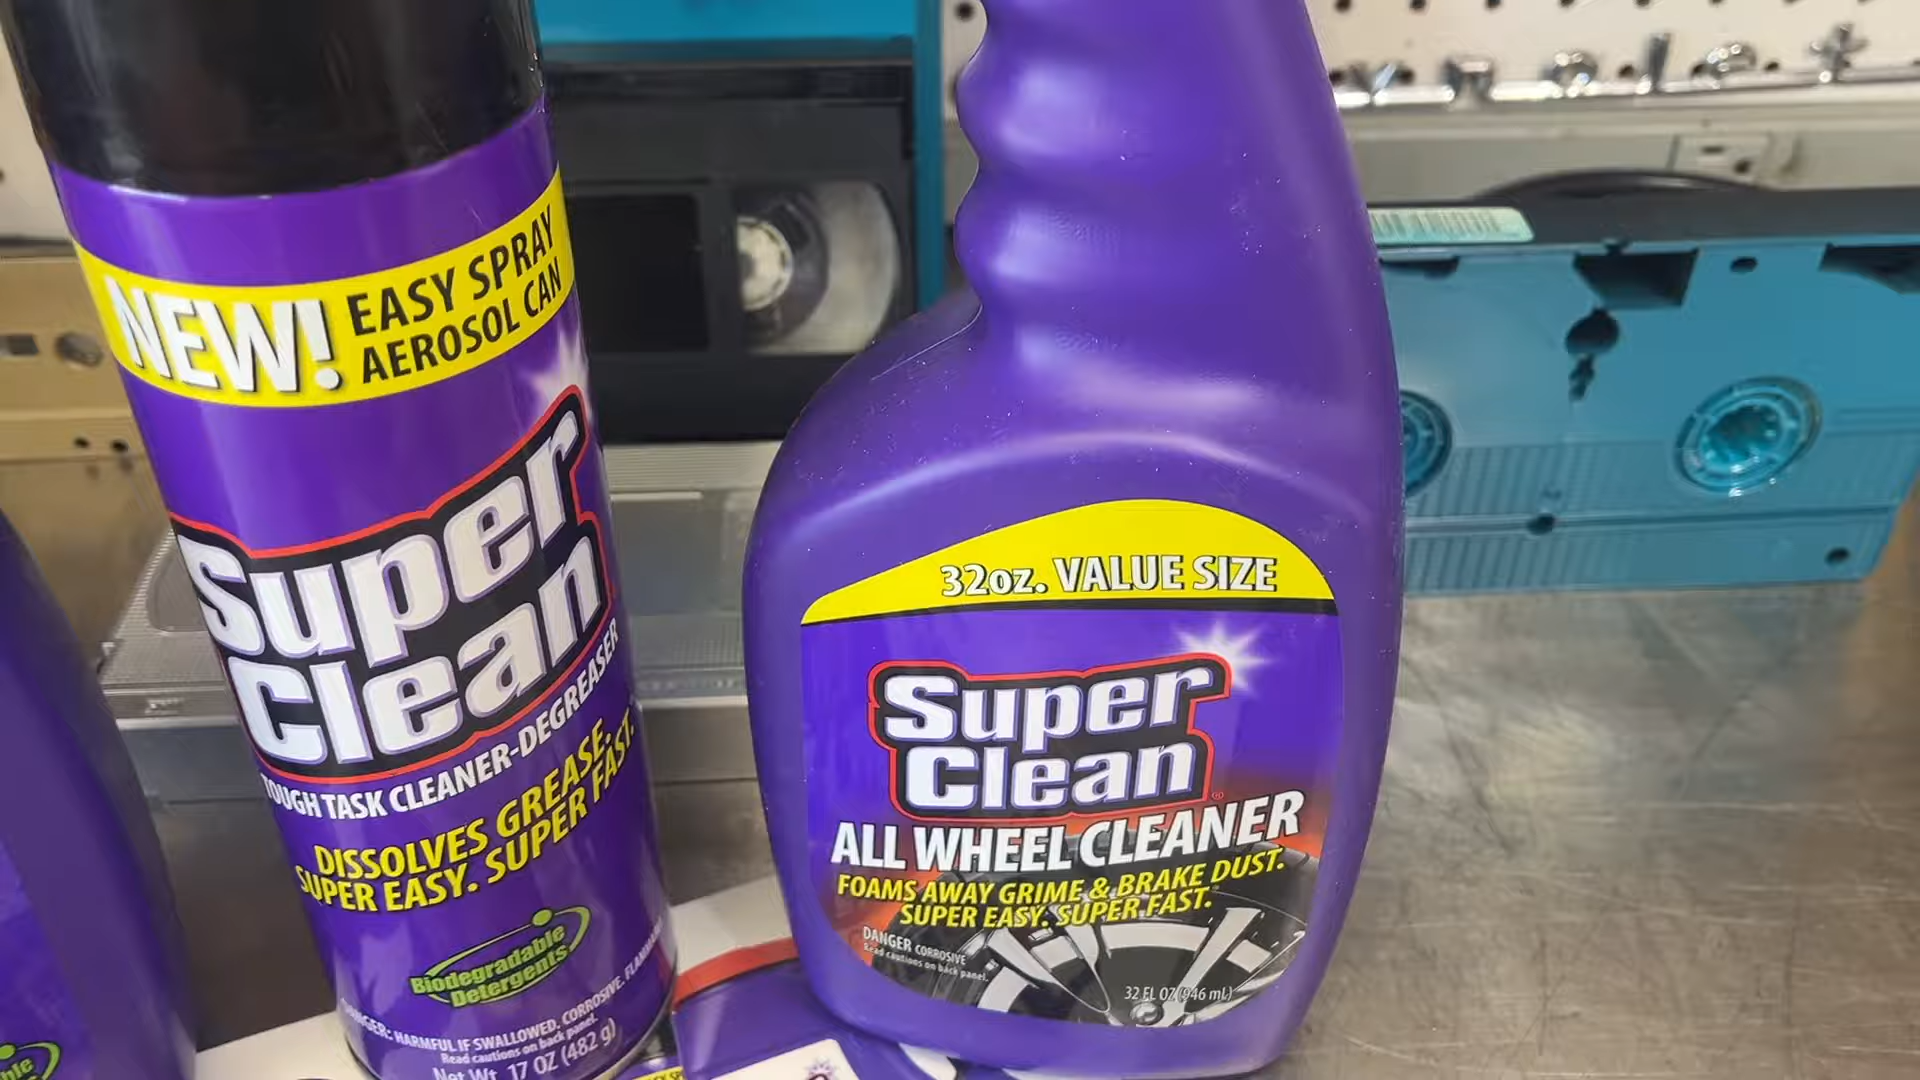 NEW! EASY SPRAY
AEROSOL CAN
Super
Clean
TOUGH TASK CLEANER-DEGREASER
DISSOLVES GREASE.
SUPER EASY. SUPER FAST.
Biodegradable
Detergents
DANGER: HARMFUL IF SWALLOWED. CORROSIVE.
Read cautions on back panel.
Net Wt. 17 OZ (482 g)
32oz. VALUE SIZE
Super
Clean
ALL WHEEL CLEANER
FOAMS AWAY GRIME & BRAKE DUST.
SUPER EASY. SUPER FAST.
DANGER CORROSIVE
Read cautions on back panel.
32 FL OZ (946 mL)